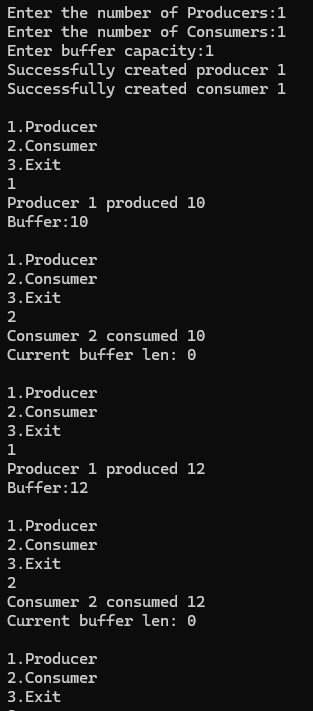 Enter the number of Producers:1
Enter the number of Consumers:1
Enter buffer capacity:1
Successfully created producer 1
Successfully created consumer 1
1.Producer
2.Consumer
3.Exit
1
Producer 1 produced 10
Buffer:10
1.Producer
2.Consumer
3.Exit
2
Consumer 2 consumed 10
Current buffer len: 0
1.Producer
2.Consumer
3.Exit
1
Producer 1 produced 12
Buffer:12
1.Producer
2.Consumer
3.Exit
2
Consumer 2 consumed 12
Current buffer len: 0
1.Producer
2.Consumer
3.Exit